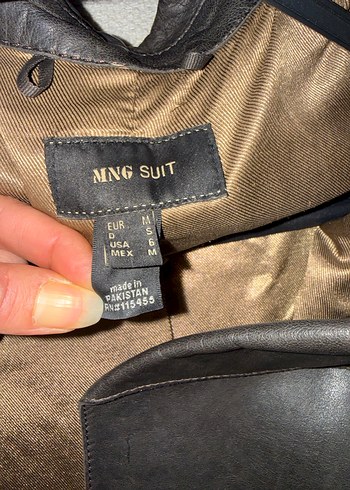 MNG SUIT
EUR M
D S
USA 6
MEX M
made in
PAKISTAN
RN#115455